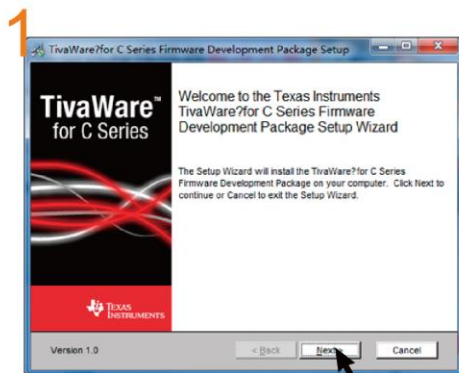 1
TivaWare?for C Series Firmware Development Package Setup
TivaWare™
for C Series
Welcome to the Texas Instruments
TivaWare?for C Series Firmware
Development Package Setup Wizard
The Setup Wizard will install the TivaWare?for C Series
Firmware Development Package on your computer. Click Next to
continue or Cancel to exit the Setup Wizard.
TEXAS
INSTRUMENTS
Version 1.0
< Back
Next >
Cancel